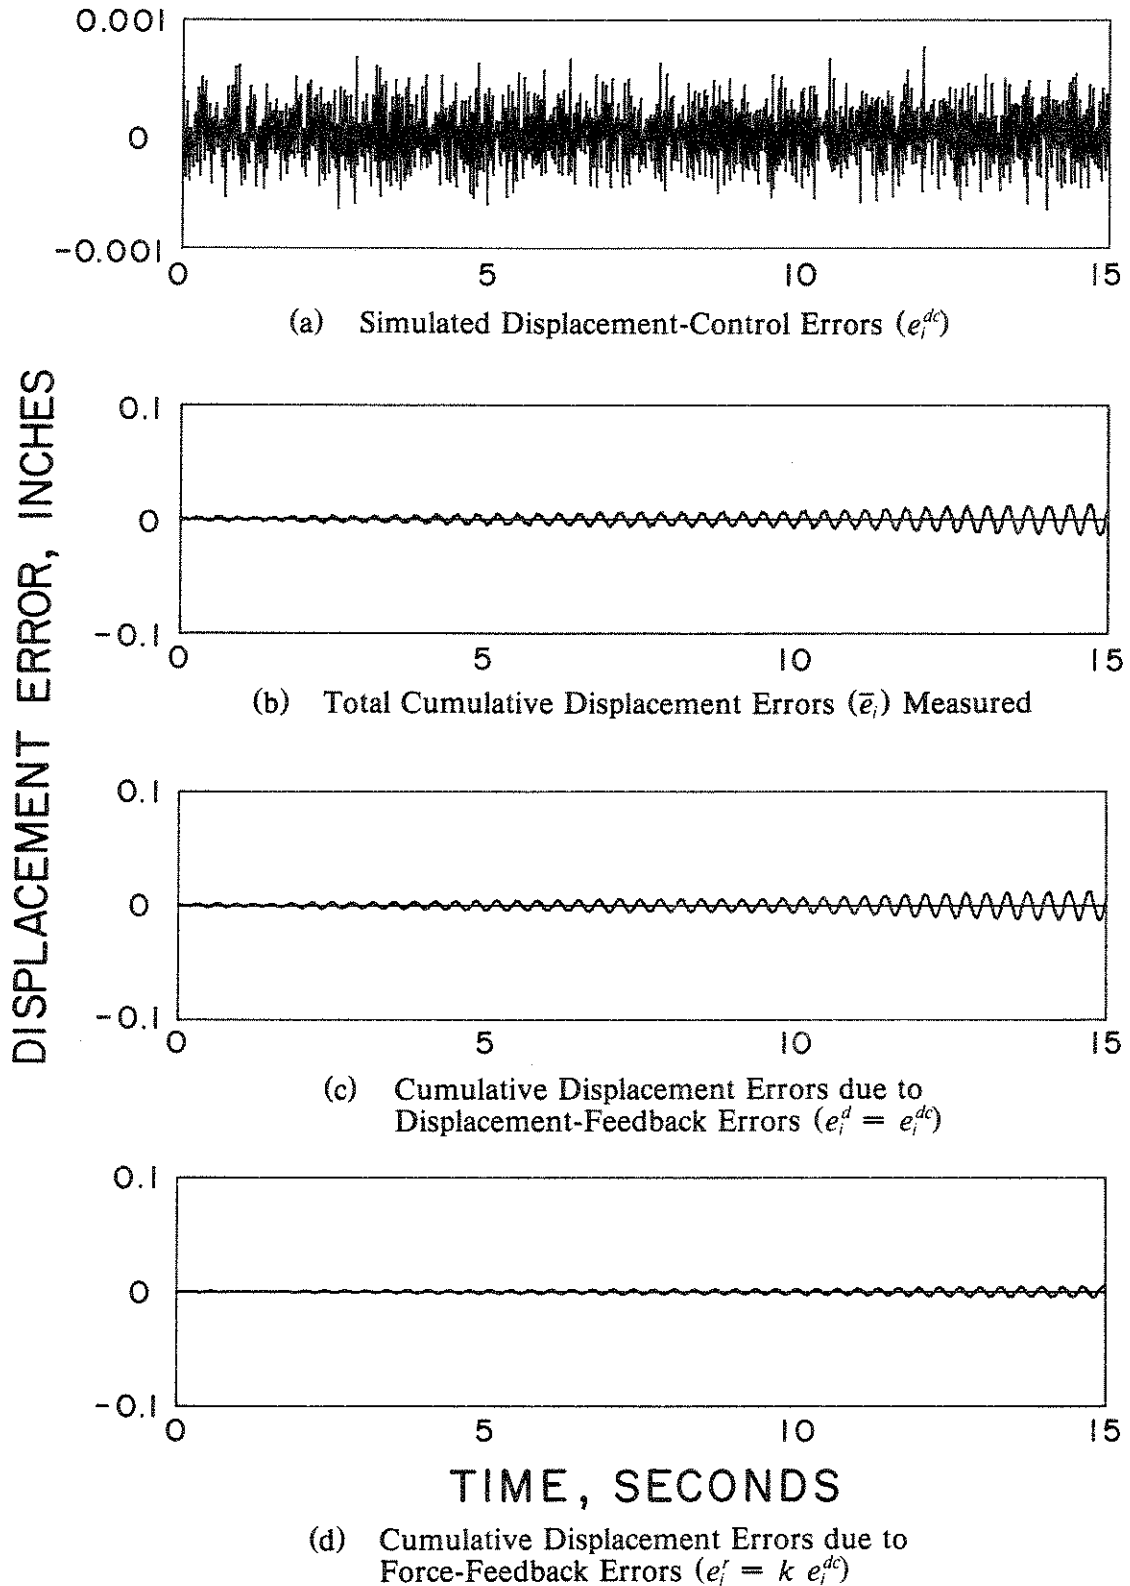 0.001
0
-0.001
0 5 10 15
(a) Simulated Displacement-Control Errors (e_i^{dc})
DISPLACEMENT ERROR, INCHES
0.1
0
-0.1
0 5 10 15
(b) Total Cumulative Displacement Errors (ē_i) Measured
0.1
0
-0.1
0 5 10 15
(c) Cumulative Displacement Errors due to
Displacement-Feedback Errors (e_i^d = e_i^{dc})
0.1
0
-0.1
0 5 10 15
TIME, SECONDS
(d) Cumulative Displacement Errors due to
Force-Feedback Errors (e_i^r = k e_i^{dc})